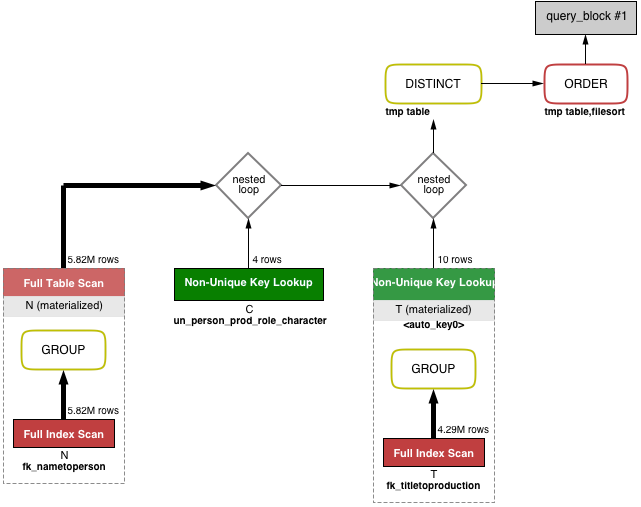 query_block #1
DISTINCT
ORDER
tmp table
tmp table,filesort
nested
loop
nested
loop
5.82M rows
4 rows
10 rows
Full Table Scan
Non-Unique Key Lookup
Non-Unique Key Lookup
N (materialized)
C
un_person_prod_role_character
T (materialized)
<auto_key0>
GROUP
GROUP
5.82M rows
4.29M rows
Full Index Scan
N
fk_nametoperson
Full Index Scan
T
fk_titletoproduction